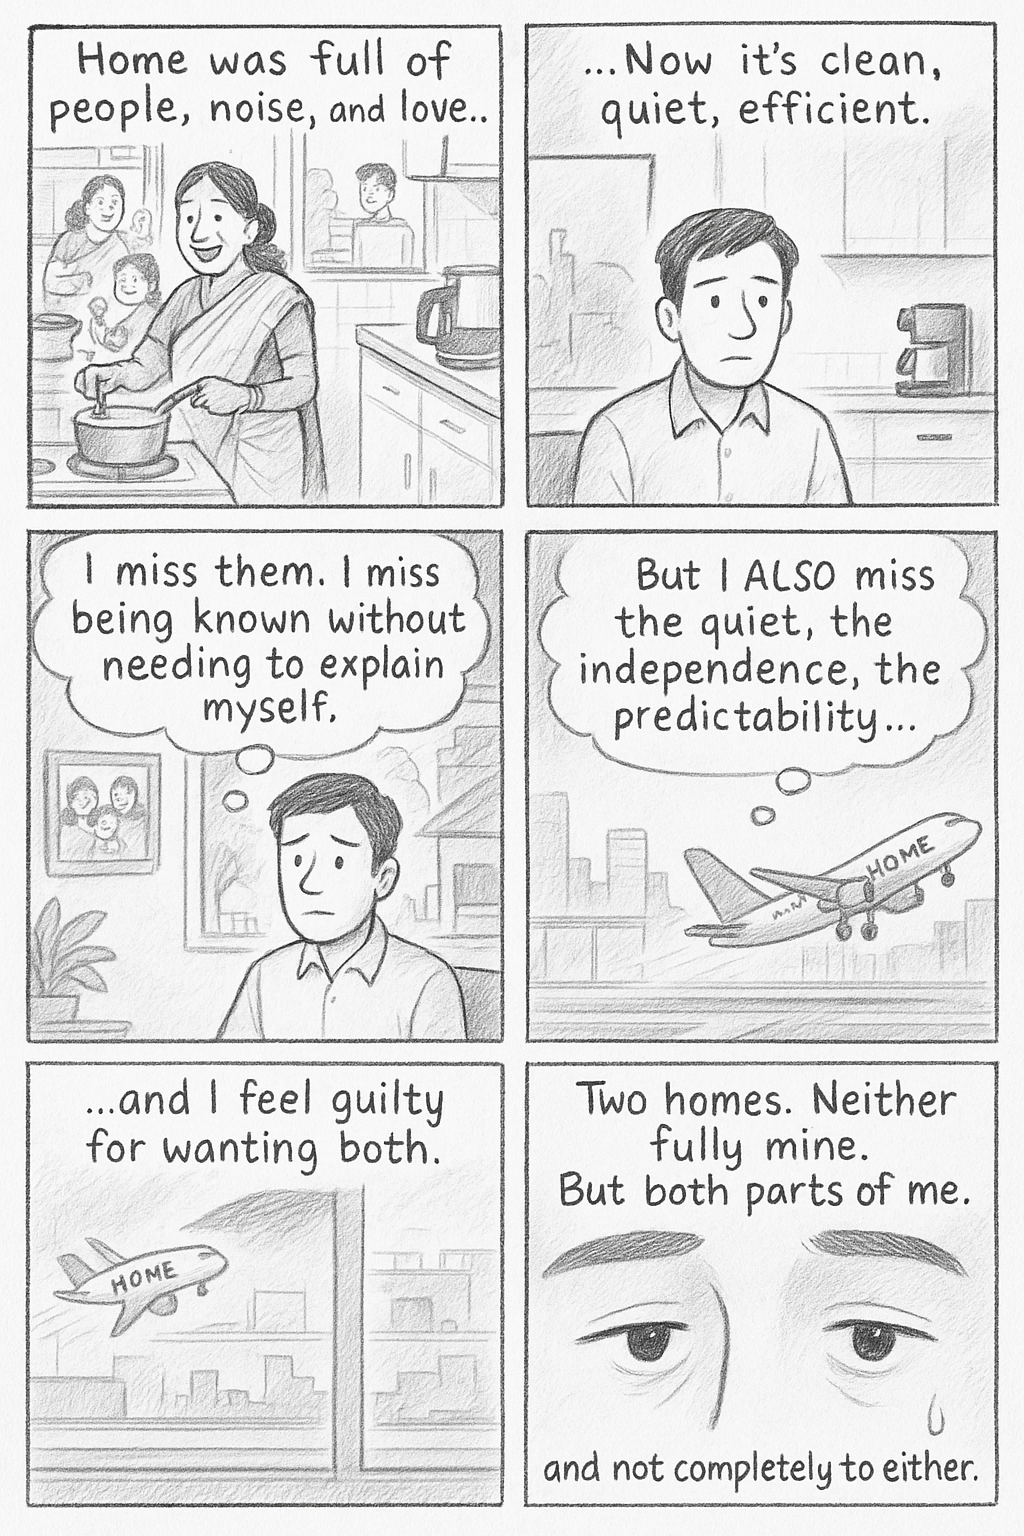 Home was full of
people, noise, and love..
...Now it's clean,
quiet, efficient.
I miss them. I miss
being known without
needing to explain
myself.
But I ALSO miss
the quiet, the
independence, the
predictability...
HOME
...and I feel guilty
for wanting both.
HOME
Two homes. Neither
fully mine.
But both parts of me.
and not completely to either.